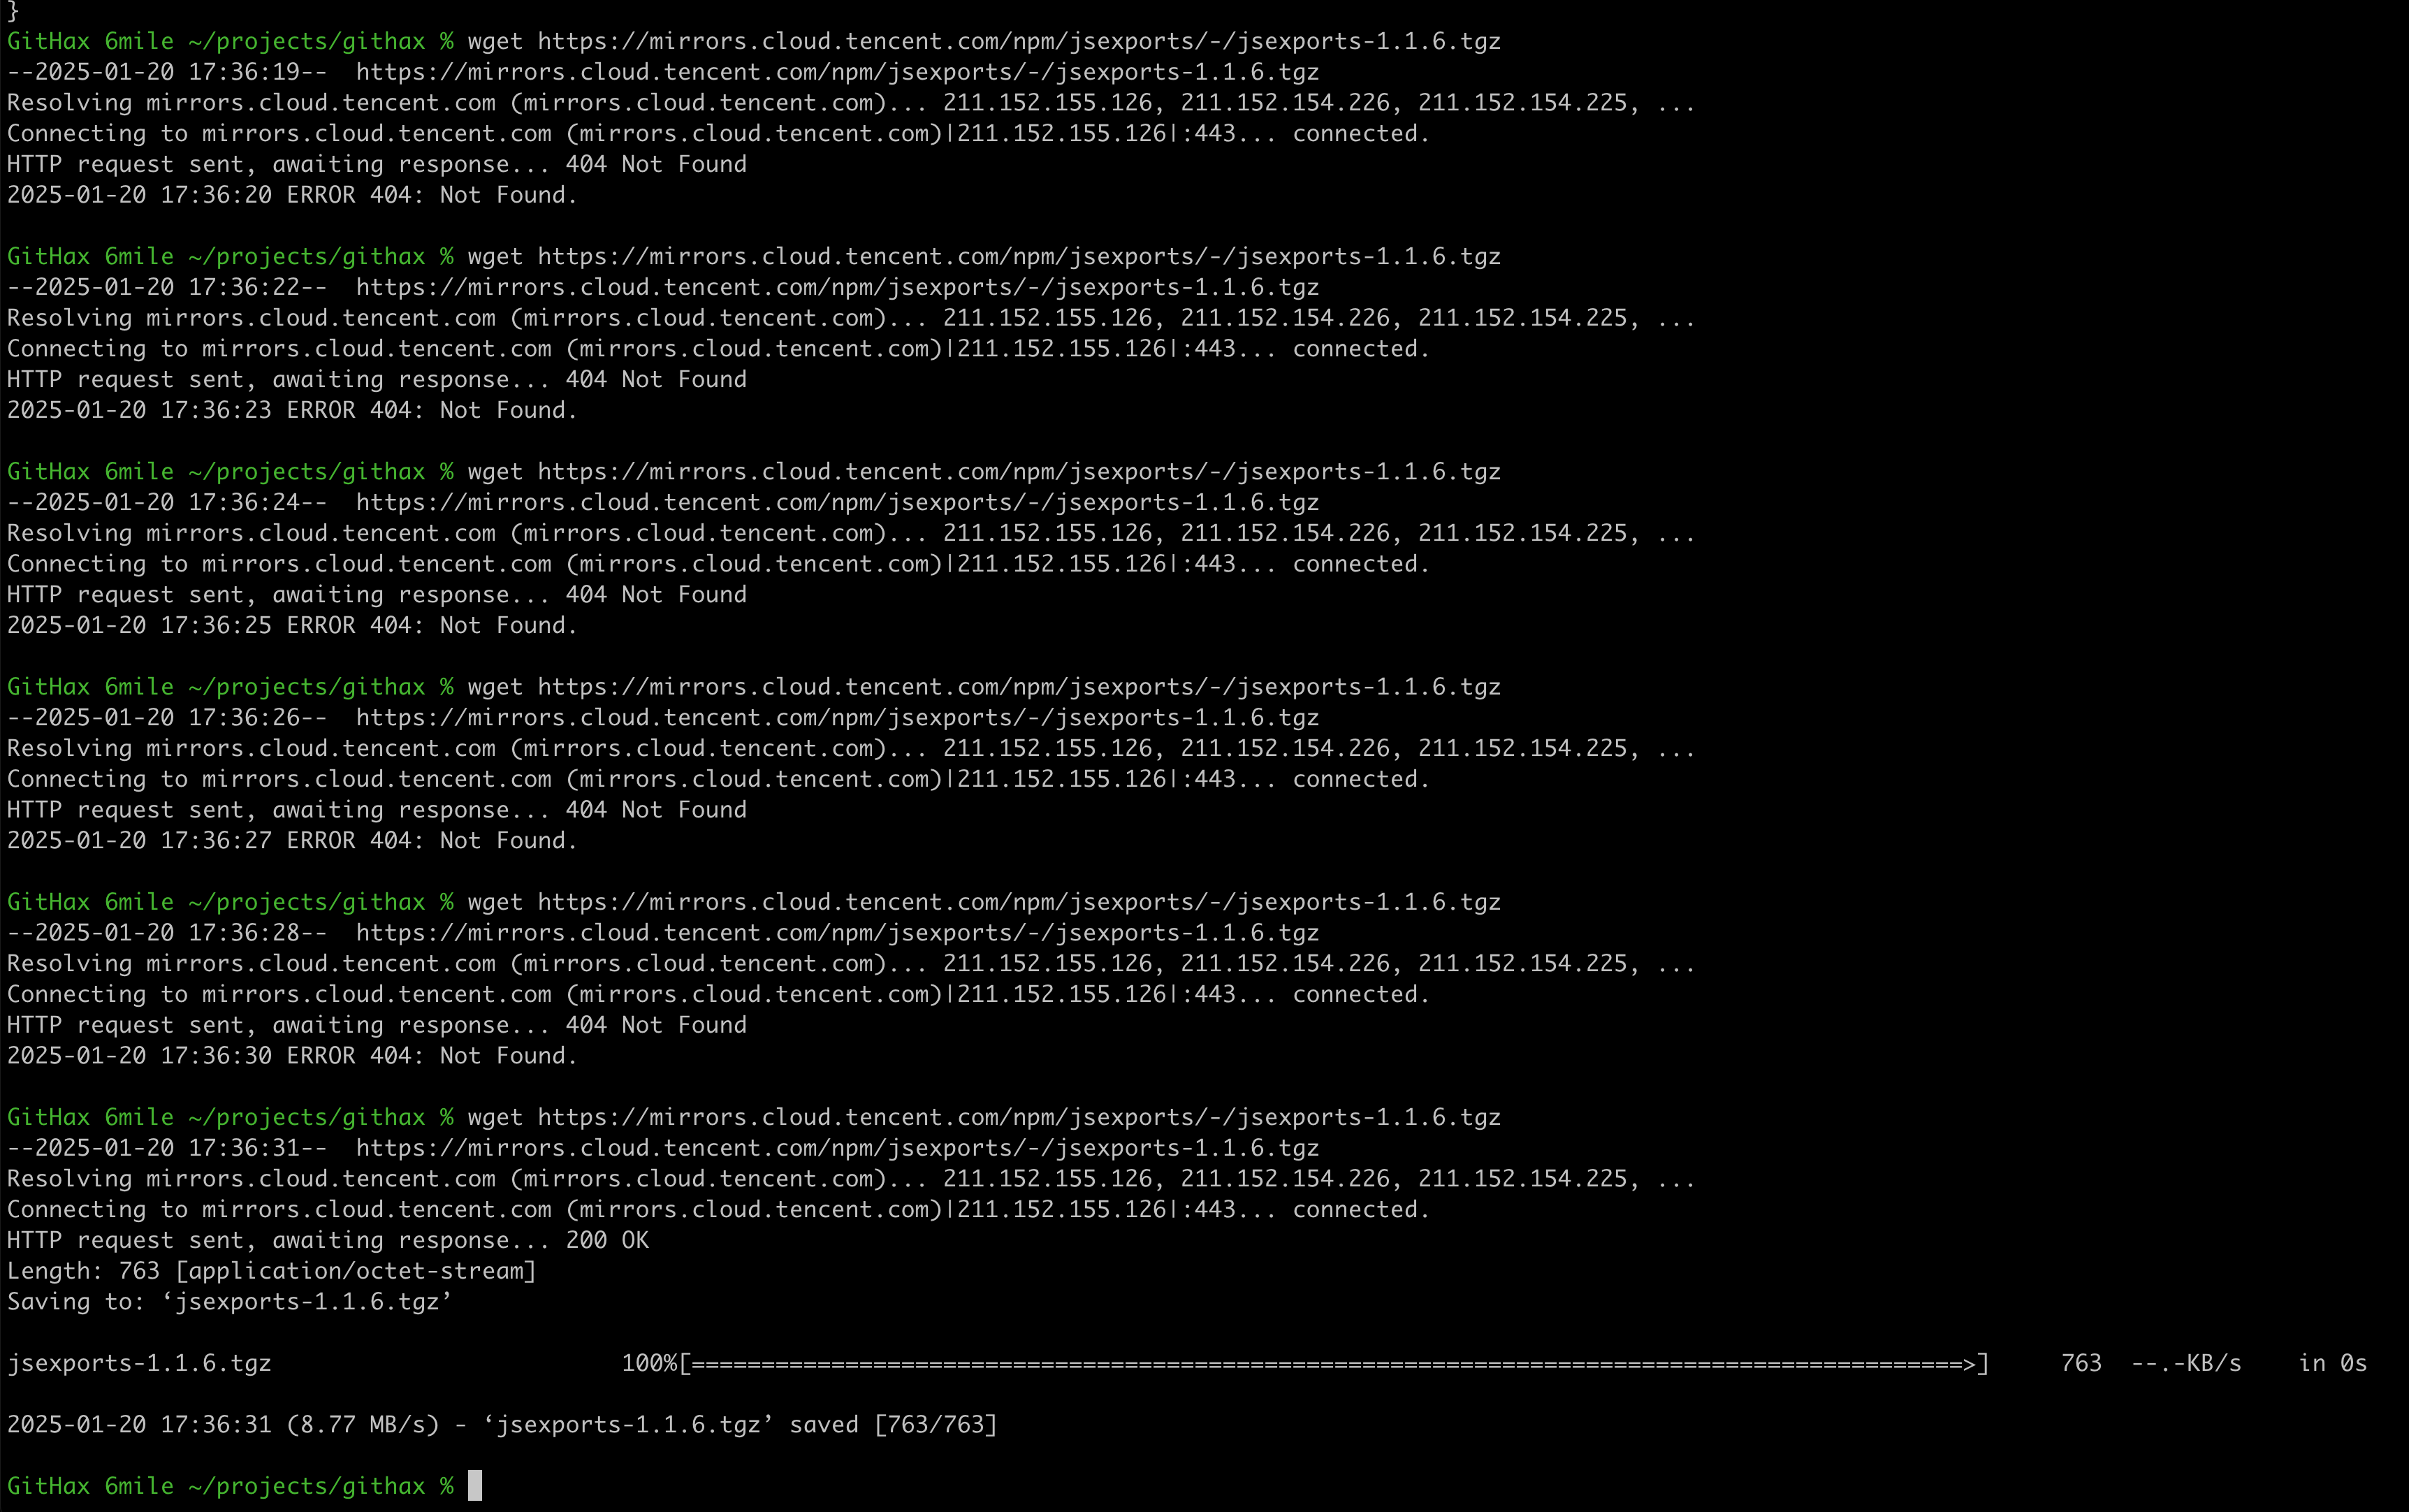 }
GitHax 6mile ~/projects/githax % wget https://mirrors.cloud.tencent.com/npm/jsexports/-/jsexports-1.1.6.tgz
--2025-01-20 17:36:19--  https://mirrors.cloud.tencent.com/npm/jsexports/-/jsexports-1.1.6.tgz
Resolving mirrors.cloud.tencent.com (mirrors.cloud.tencent.com)... 211.152.155.126, 211.152.154.226, 211.152.154.225, ...
Connecting to mirrors.cloud.tencent.com (mirrors.cloud.tencent.com)|211.152.155.126|:443... connected.
HTTP request sent, awaiting response... 404 Not Found
2025-01-20 17:36:20 ERROR 404: Not Found.

GitHax 6mile ~/projects/githax % wget https://mirrors.cloud.tencent.com/npm/jsexports/-/jsexports-1.1.6.tgz
--2025-01-20 17:36:22--  https://mirrors.cloud.tencent.com/npm/jsexports/-/jsexports-1.1.6.tgz
Resolving mirrors.cloud.tencent.com (mirrors.cloud.tencent.com)... 211.152.155.126, 211.152.154.226, 211.152.154.225, ...
Connecting to mirrors.cloud.tencent.com (mirrors.cloud.tencent.com)|211.152.155.126|:443... connected.
HTTP request sent, awaiting response... 404 Not Found
2025-01-20 17:36:23 ERROR 404: Not Found.

GitHax 6mile ~/projects/githax % wget https://mirrors.cloud.tencent.com/npm/jsexports/-/jsexports-1.1.6.tgz
--2025-01-20 17:36:24--  https://mirrors.cloud.tencent.com/npm/jsexports/-/jsexports-1.1.6.tgz
Resolving mirrors.cloud.tencent.com (mirrors.cloud.tencent.com)... 211.152.155.126, 211.152.154.226, 211.152.154.225, ...
Connecting to mirrors.cloud.tencent.com (mirrors.cloud.tencent.com)|211.152.155.126|:443... connected.
HTTP request sent, awaiting response... 404 Not Found
2025-01-20 17:36:25 ERROR 404: Not Found.

GitHax 6mile ~/projects/githax % wget https://mirrors.cloud.tencent.com/npm/jsexports/-/jsexports-1.1.6.tgz
--2025-01-20 17:36:26--  https://mirrors.cloud.tencent.com/npm/jsexports/-/jsexports-1.1.6.tgz
Resolving mirrors.cloud.tencent.com (mirrors.cloud.tencent.com)... 211.152.155.126, 211.152.154.226, 211.152.154.225, ...
Connecting to mirrors.cloud.tencent.com (mirrors.cloud.tencent.com)|211.152.155.126|:443... connected.
HTTP request sent, awaiting response... 404 Not Found
2025-01-20 17:36:27 ERROR 404: Not Found.

GitHax 6mile ~/projects/githax % wget https://mirrors.cloud.tencent.com/npm/jsexports/-/jsexports-1.1.6.tgz
--2025-01-20 17:36:28--  https://mirrors.cloud.tencent.com/npm/jsexports/-/jsexports-1.1.6.tgz
Resolving mirrors.cloud.tencent.com (mirrors.cloud.tencent.com)... 211.152.155.126, 211.152.154.226, 211.152.154.225, ...
Connecting to mirrors.cloud.tencent.com (mirrors.cloud.tencent.com)|211.152.155.126|:443... connected.
HTTP request sent, awaiting response... 404 Not Found
2025-01-20 17:36:30 ERROR 404: Not Found.

GitHax 6mile ~/projects/githax % wget https://mirrors.cloud.tencent.com/npm/jsexports/-/jsexports-1.1.6.tgz
--2025-01-20 17:36:31--  https://mirrors.cloud.tencent.com/npm/jsexports/-/jsexports-1.1.6.tgz
Resolving mirrors.cloud.tencent.com (mirrors.cloud.tencent.com)... 211.152.155.126, 211.152.154.226, 211.152.154.225, ...
Connecting to mirrors.cloud.tencent.com (mirrors.cloud.tencent.com)|211.152.155.126|:443... connected.
HTTP request sent, awaiting response... 200 OK
Length: 763 [application/octet-stream]
Saving to: ‘jsexports-1.1.6.tgz’

jsexports-1.1.6.tgz                         100%[===========================================================================================>]     763  --.-KB/s    in 0s

2025-01-20 17:36:31 (8.77 MB/s) - ‘jsexports-1.1.6.tgz’ saved [763/763]

GitHax 6mile ~/projects/githax %